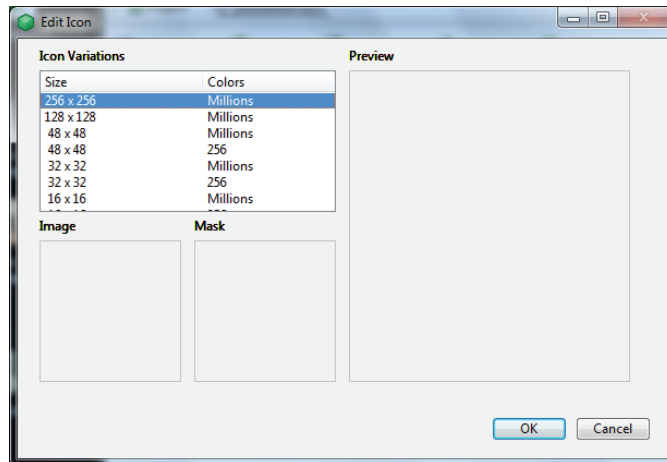 Edit Icon
Icon Variations
Preview
Size Colors
256 x 256 Millions
128 x 128 Millions
48 x 48 Millions
48 x 48 256
32 x 32 Millions
32 x 32 256
16 x 16 Millions
Image Mask
OK Cancel